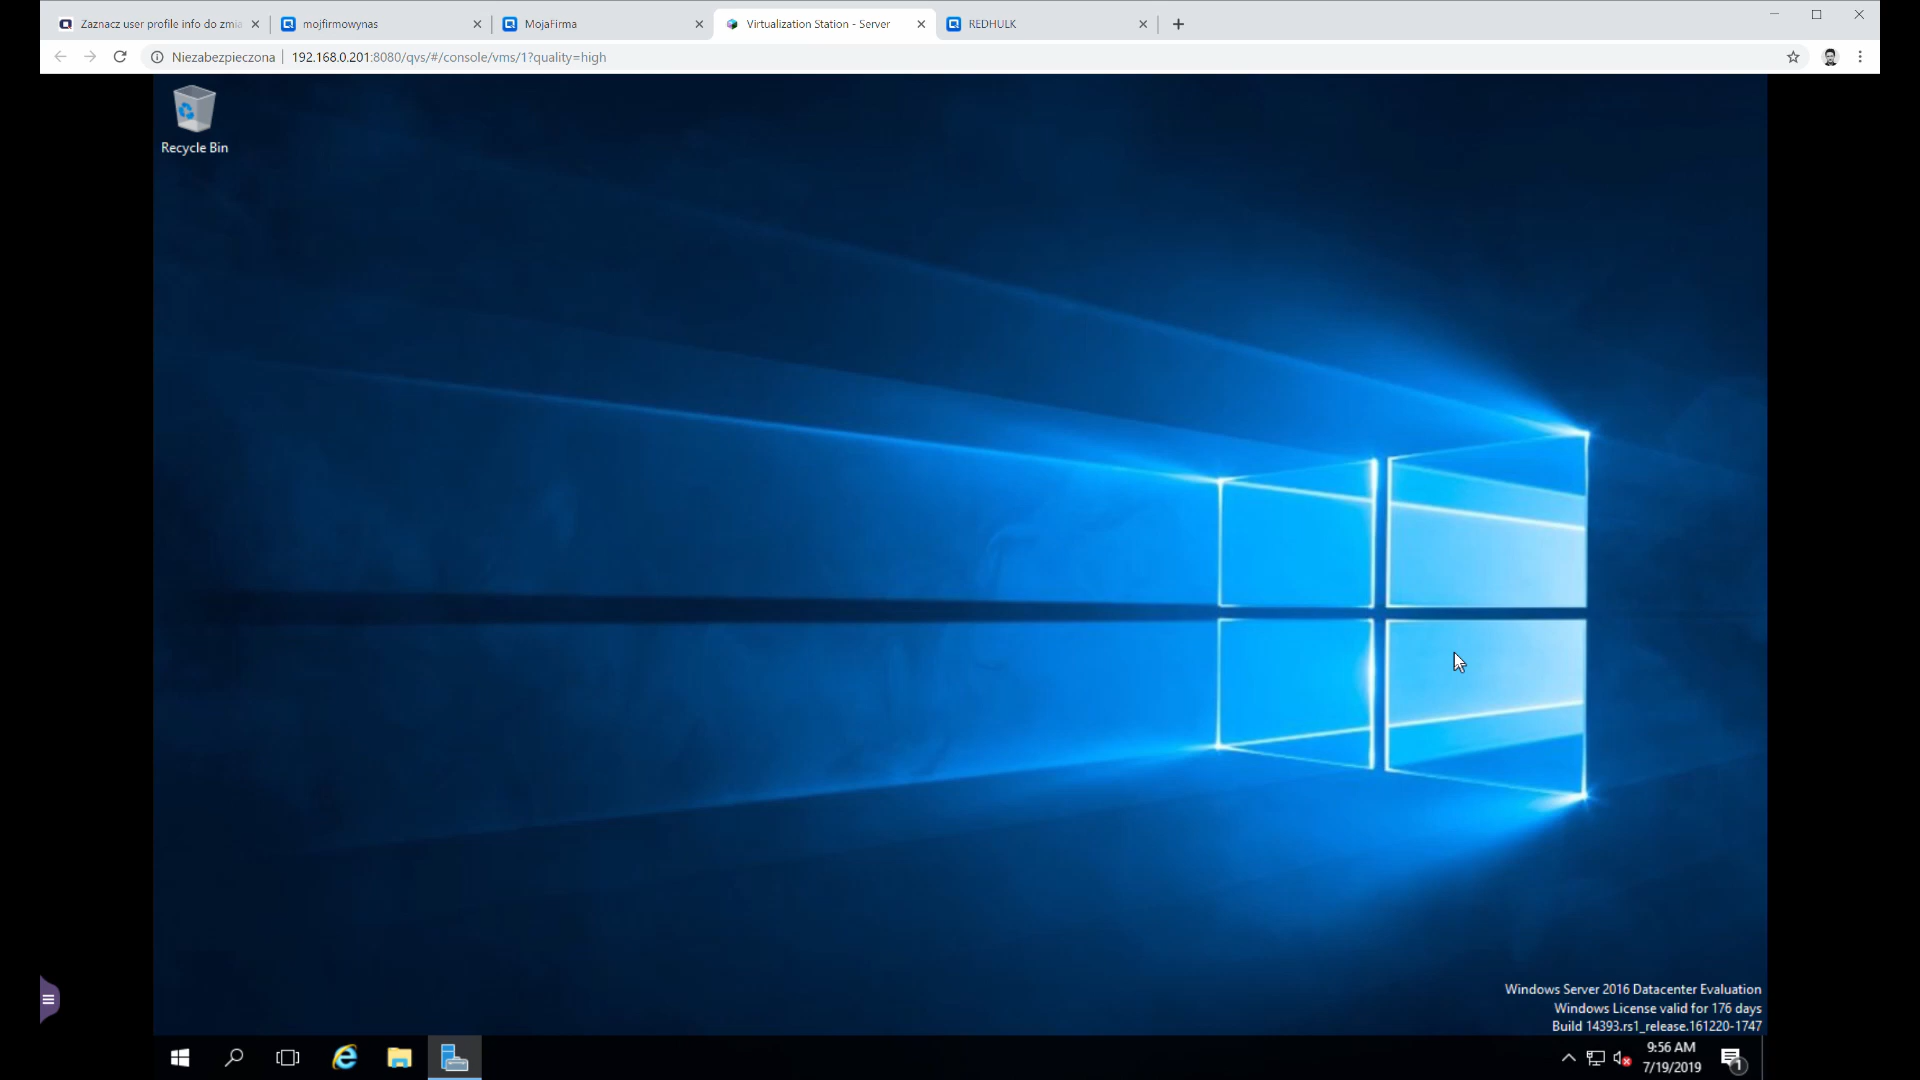 Zaznacz user profile info do zmia
mojfirmowynas
MojaFirma
Virtualization Station - Server
REDHULK
Niezabezpieczona
192.168.0.201:8080/qvs/#/console/vms/1?quality=high
Recycle Bin
Windows Server 2016 Datacenter Evaluation
Windows License valid for 176 days
Build 14393.rs1_release.161220-1747
9:56 AM
7/19/2019
1